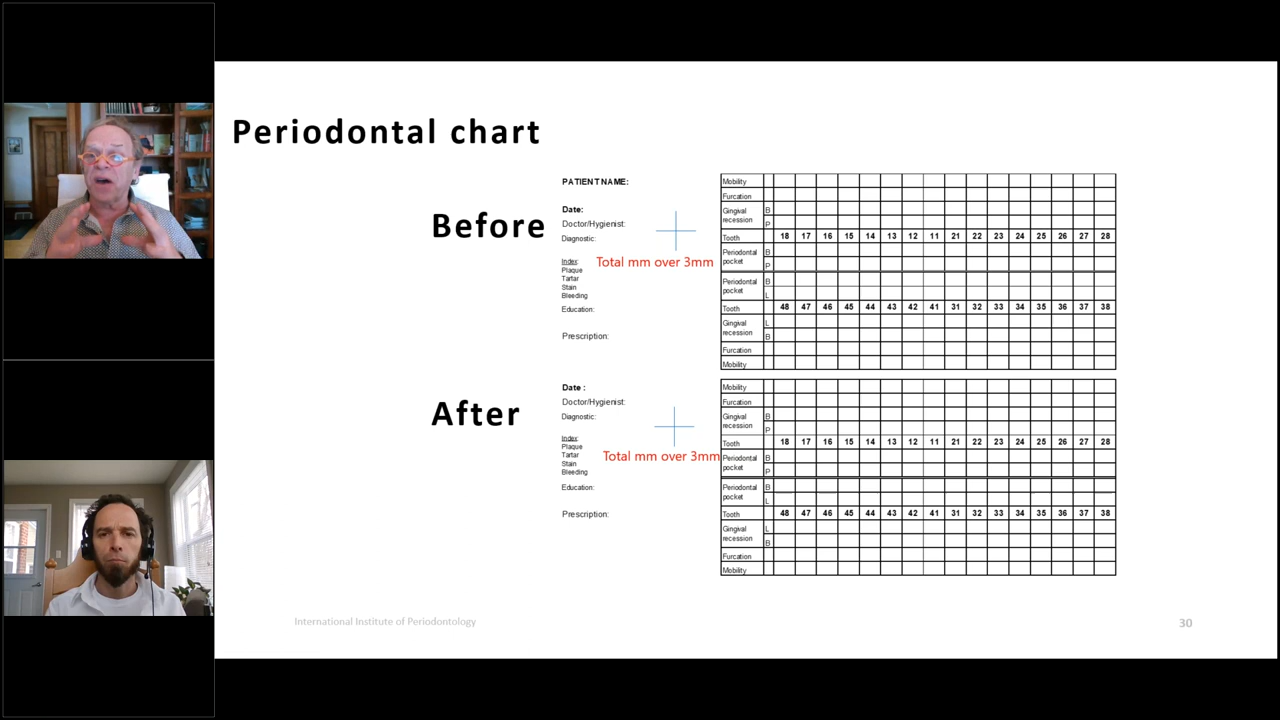 Periodontal chart
Before
PATIENT NAME:
Date:
Doctor/Hygienist:
Diagnostic:
Index:
Plaque
Tartar
Stain
Bleeding
Total mm over 3mm
Education:
Prescription:
Mobility
Furcation
Gingival recession B
P
Tooth 18 17 16 15 14 13 12 11 21 22 23 24 25 26 27 28
Periodontal pocket B
P
Periodontal pocket B
L
Tooth 48 47 46 45 44 43 42 41 31 32 33 34 35 36 37 38
Gingival recession L
B
Furcation
Mobility
After
Date :
Doctor/Hygienist:
Diagnostic:
Index:
Plaque
Tartar
Stain
Bleeding
Total mm over 3mm
Education:
Prescription:
Mobility
Furcation
Gingival recession B
P
Tooth 18 17 16 15 14 13 12 11 21 22 23 24 25 26 27 28
Periodontal pocket B
P
Periodontal pocket B
L
Tooth 48 47 46 45 44 43 42 41 31 32 33 34 35 36 37 38
Gingival recession L
B
Furcation
Mobility
International Institute of Periodontology
30